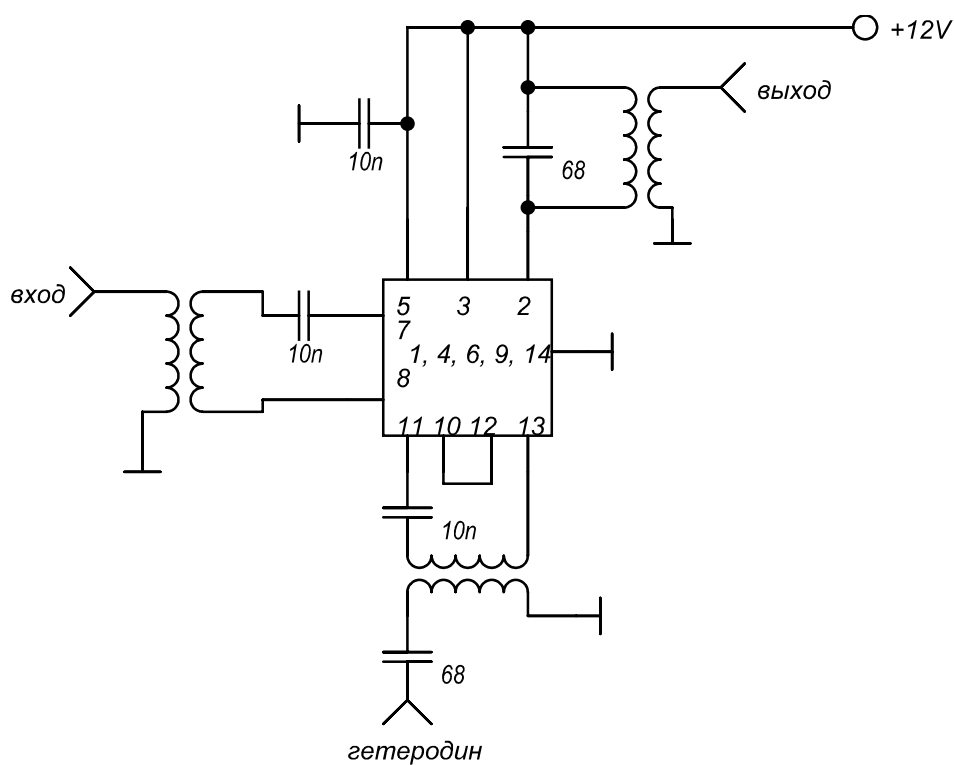 +12V
выход
10n
68
вход
10n
5 3 2
7
1, 4, 6, 9, 14
8
11 10 12 13
10n
68
гетеродин